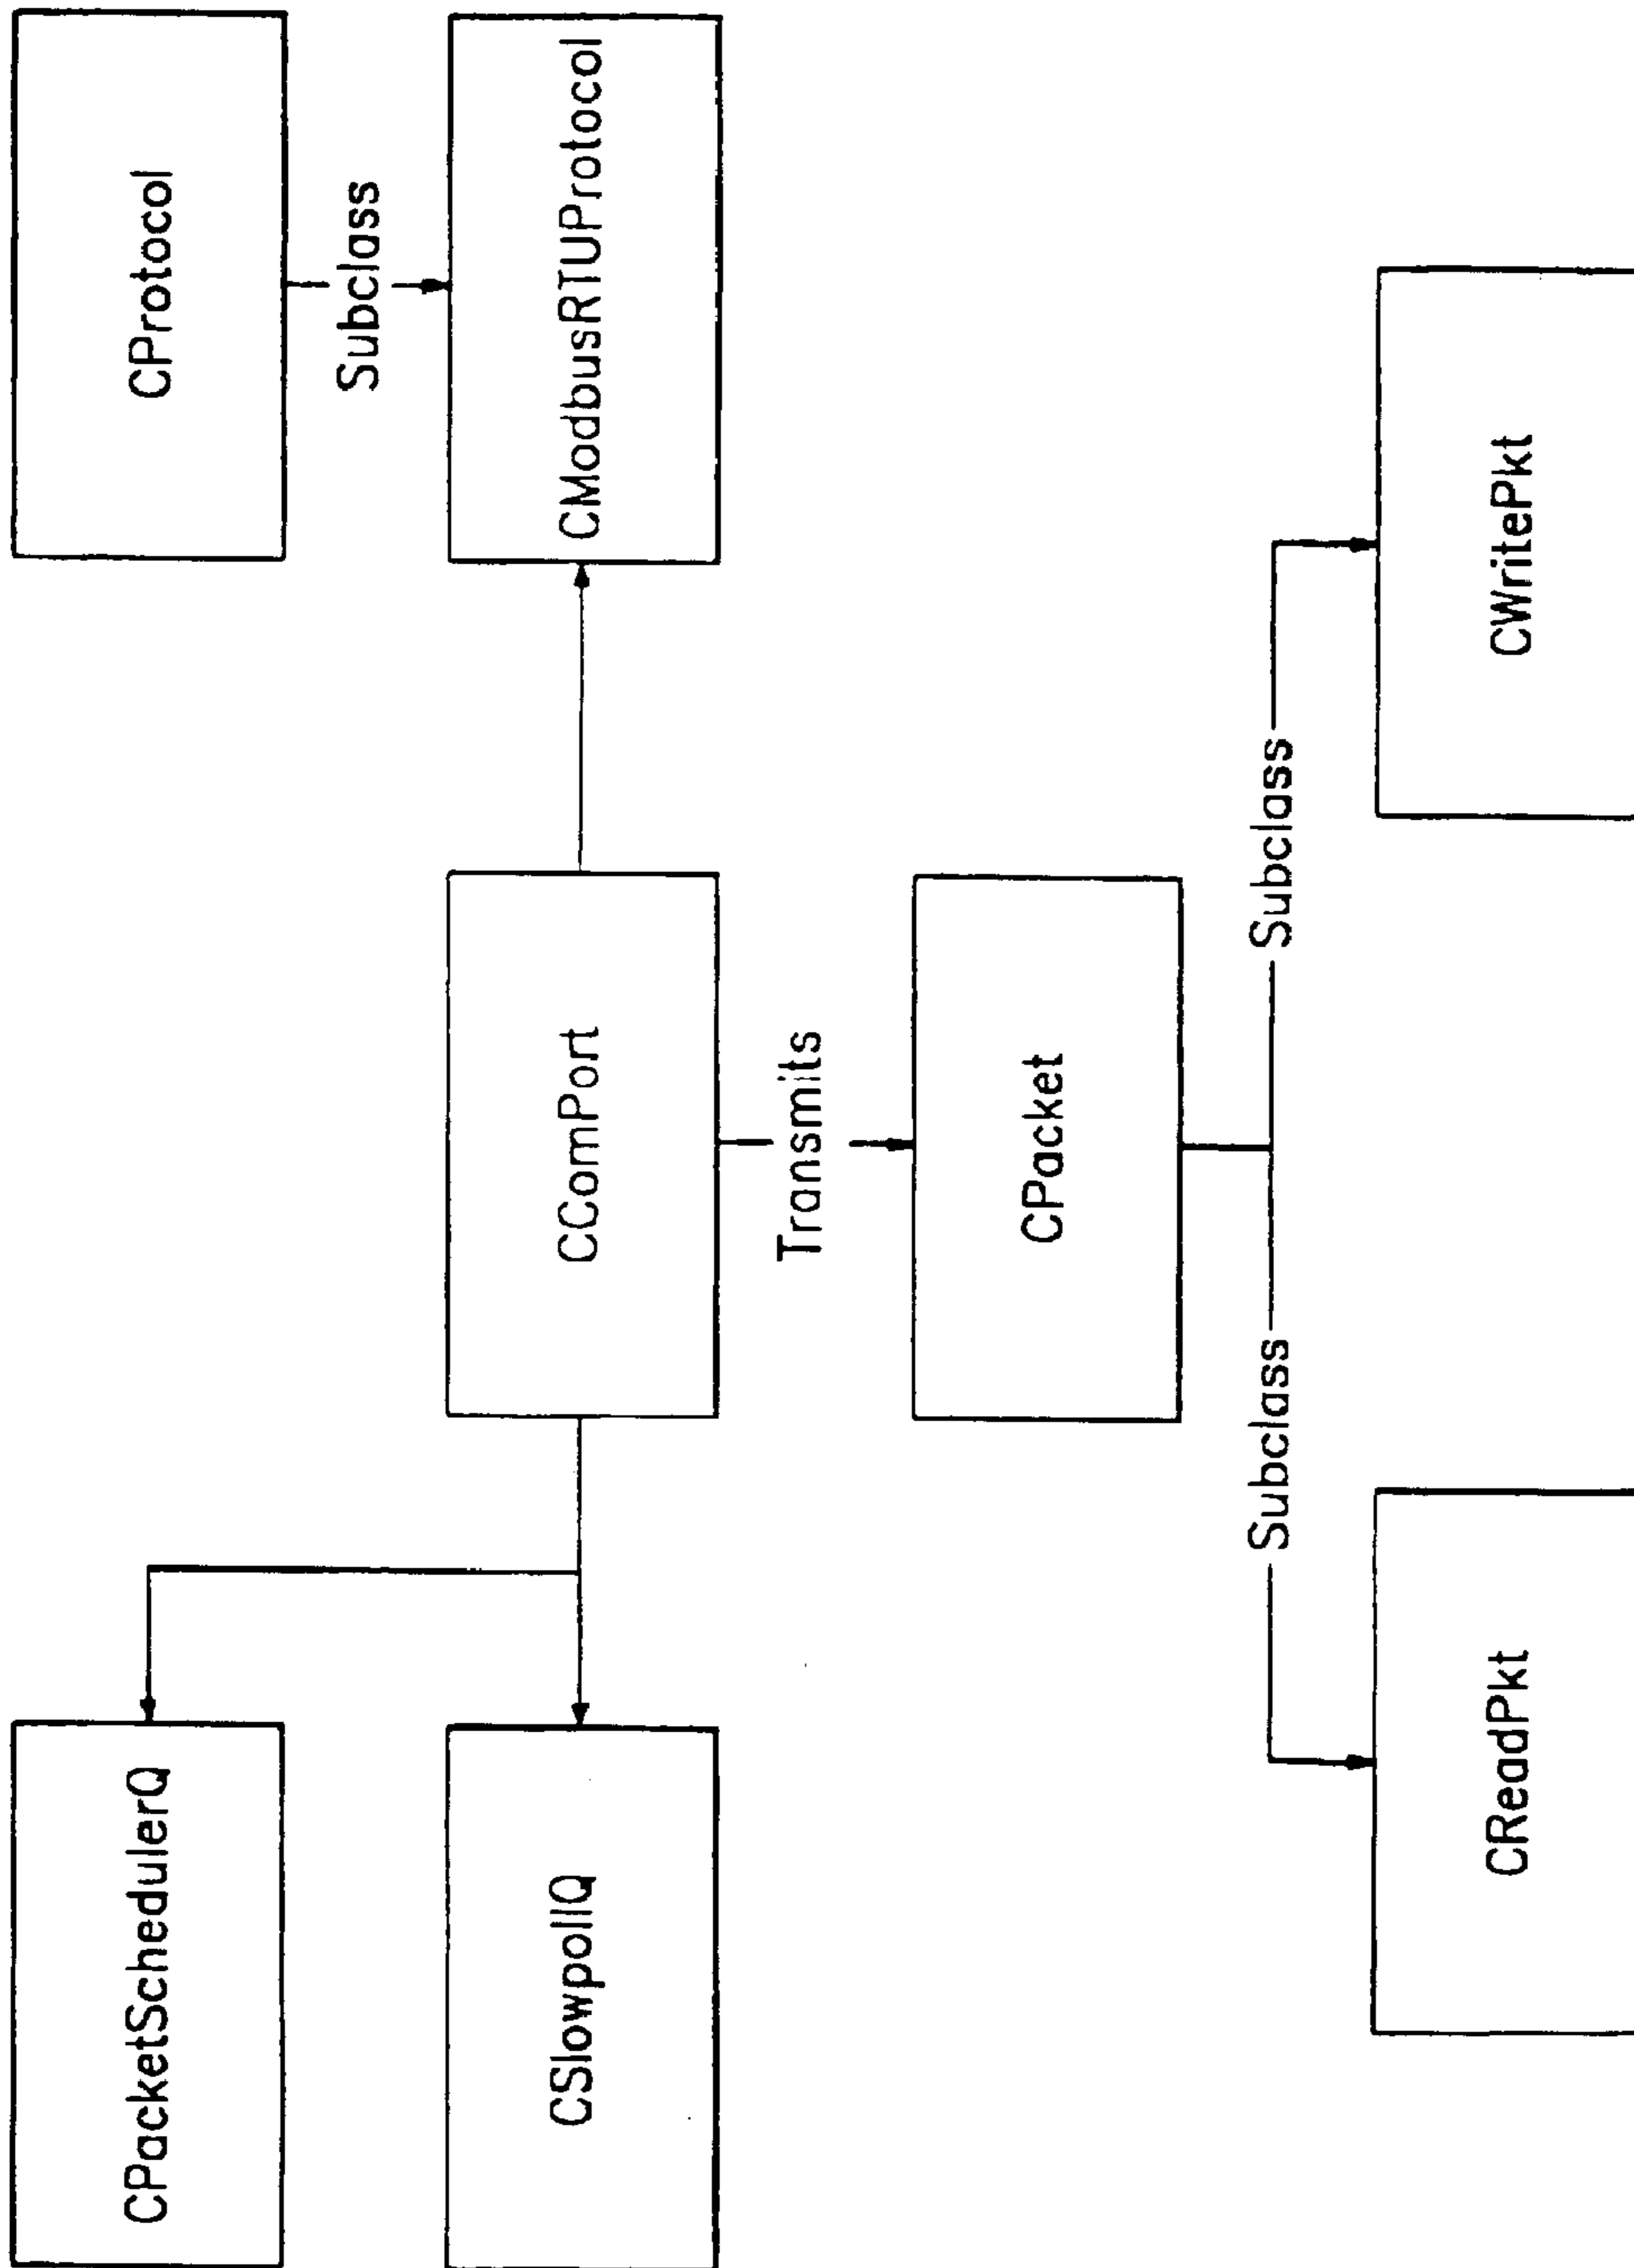 CPacketSchedulerQ
CProtocol
Subclass
CSlowpollQ
CComPort
CModbusRTUProtocol
Transmits
CPacket
Subclass
Subclass
CReadPkt
CWritePkt